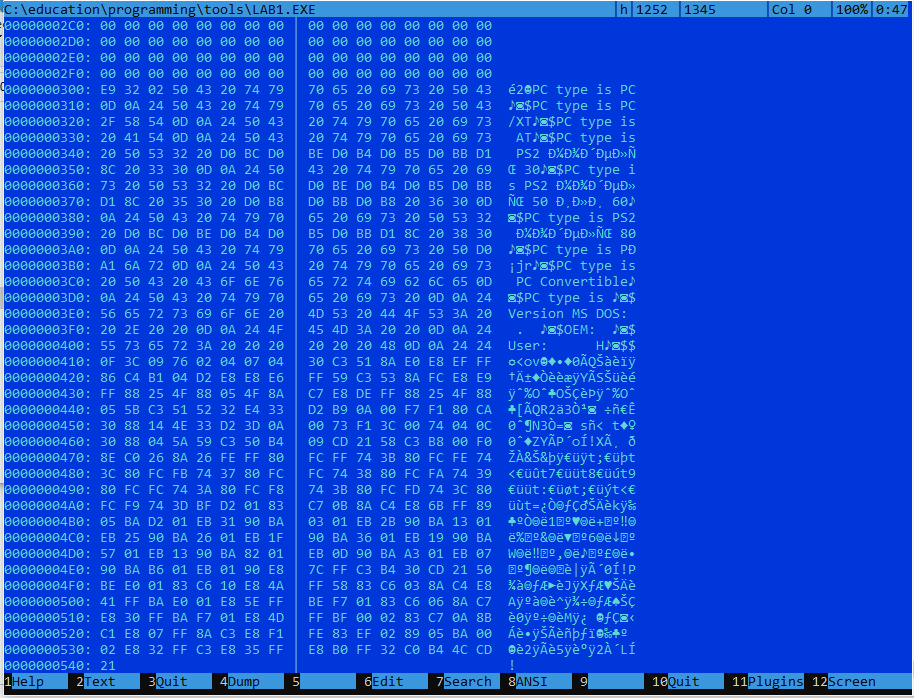 C:\education\programming\tools\LAB1.EXE h 1252 1345 Col 0 100% 0:47
00000002C0: 00 00 00 00 00 00 00 00 00 00 00 00 00 00 00 00
00000002D0: 00 00 00 00 00 00 00 00 00 00 00 00 00 00 00 00
00000002E0: 00 00 00 00 00 00 00 00 00 00 00 00 00 00 00 00
00000002F0: 00 00 00 00 00 00 00 00 00 00 00 00 00 00 00 00
0000000300: E9 32 02 50 43 20 74 79 70 65 20 69 73 20 50 43 é2☻PC type is PC
0000000310: 0D 0A 24 50 43 20 74 79 70 65 20 69 73 20 50 43 ♪◙$PC type is PC
0000000320: 2F 58 54 0D 0A 24 50 43 20 74 79 70 65 20 69 73 /XT♪◙$PC type is
0000000330: 20 41 54 0D 0A 24 50 43 20 74 79 70 65 20 69 73 AT♪◙$PC type is
0000000340: 20 50 53 32 20 D0 BC D0 BE D0 B4 D0 B5 D0 BB D1 PS2 Ð¼Ð¾Ð´ÐµÐ»Ñ
0000000350: 8C 20 33 30 0D 0A 24 50 43 20 74 79 70 65 20 69 Œ 30♪◙$PC type i
0000000360: 73 20 50 53 32 20 D0 BC D0 BE D0 B4 D0 B5 D0 BB s PS2 Ð¼Ð¾Ð´ÐµÐ»
0000000370: D1 8C 20 35 30 20 D0 B8 D0 BB D0 B8 20 36 30 0D ÑŒ 50 Ð¸Ð»Ð¸ 60♪
0000000380: 0A 24 50 43 20 74 79 70 65 20 69 73 20 50 53 32 ◙$PC type is PS2
0000000390: 20 D0 BC D0 BE D0 B4 D0 B5 D0 BB D1 8C 20 38 30 Ð¼Ð¾Ð´ÐµÐ»ÑŒ 80
00000003A0: 0D 0A 24 50 43 20 74 79 70 65 20 69 73 20 50 D0 ♪◙$PC type is PÐ
00000003B0: A1 6A 72 0D 0A 24 50 43 20 74 79 70 65 20 69 73 ¡jr♪◙$PC type is
00000003C0: 20 50 43 20 43 6F 6E 76 65 72 74 69 62 6C 65 0D PC Convertible♪
00000003D0: 0A 24 50 43 20 74 79 70 65 20 69 73 20 0D 0A 24 ◙$PC type is ♪◙$
00000003E0: 56 65 72 73 69 6F 6E 20 4D 53 20 44 4F 53 3A 20 Version MS DOS:
00000003F0: 20 2E 20 20 0D 0A 24 4F 45 4D 3A 20 20 0D 0A 24 . ♪◙$OEM: ♪◙$
0000000400: 55 73 65 72 3A 20 20 20 20 20 20 48 0D 0A 24 24 User: H♪◙$$
0000000410: 0F 3C 09 76 02 04 07 04 30 C3 51 8A E0 E8 EF FF ☼<ov☻♦•♦0ÃQŠàèïÿ
0000000420: 86 C4 B1 04 D2 E8 E8 E6 FF 59 C3 53 8A FC E8 E9 †Ä±♦ÒèèæÿYÃSŠüèé
0000000430: FF 88 25 4F 88 05 4F 8A C7 E8 DE FF 88 25 4F 88 ÿˆ%Oˆ♣OŠÇèÞÿˆ%Oˆ
0000000440: 05 5B C3 51 52 32 E4 33 D2 B9 0A 00 F7 F1 80 CA ♣[ÃQR2ä3Ò¹◙ ÷ñ€Ê
0000000450: 30 88 14 4E 33 D2 3D 0A 00 73 F1 3C 00 74 04 0C 0ˆ¶N3Ò=◙ sñ< t♦♀
0000000460: 30 88 04 5A 59 C3 50 B4 09 CD 21 58 C3 B8 00 F0 0ˆ♦ZYÃP´oÍ!XÃ¸ ð
0000000470: 8E C0 26 8A 26 FE FF 80 FC FF 74 3B 80 FC FE 74 ŽÀ&Š&þÿ€üÿt;€üþt
0000000480: 3C 80 FC FB 74 37 80 FC FC 74 38 80 FC FA 74 39 <€üût7€üüt8€üút9
0000000490: 80 FC FC 74 3A 80 FC F8 74 3B 80 FC FD 74 3C 80 €üüt:€üøt;€üýt<€
00000004A0: FC F9 74 3D BF D2 01 83 C7 0B 8A C4 E8 6B FF 89 üùt=¿Ò☺ƒÇ♂ŠÄèkÿ‰
00000004B0: 05 BA D2 01 EB 31 90 BA 03 01 EB 2B 90 BA 13 01 ♣ºÒ☺ë1º♥☺ë+º‼☺
00000004C0: EB 25 90 BA 26 01 EB 1F 90 BA 36 01 EB 19 90 BA ë%º&☺ë▼º6☺ë↓º
00000004D0: 57 01 EB 13 90 BA 82 01 EB 0D 90 BA A3 01 EB 07 W☺ë‼º‚☺ë♪º£☺ë•
00000004E0: 90 BA B6 01 EB 01 90 E8 7C FF C3 B4 30 CD 21 50 º¶☺ë☺è|ÿÃ´0Í!P
00000004F0: BE E0 01 83 C6 10 E8 4A FF 58 83 C6 03 8A C4 E8 ¾à☺ƒÆ►èJÿXƒÆ♥ŠÄè
0000000500: 41 FF BA E0 01 E8 5E FF BE F7 01 83 C6 06 8A C7 Aÿºà☺è^ÿ¾÷☺ƒÆ♠ŠÇ
0000000510: E8 30 FF BA F7 01 E8 4D FF BF 00 02 83 C7 0A 8B è0ÿº÷☺èMÿ¿ ☻ƒÇ◙‹
0000000520: C1 E8 07 FF 8A C3 E8 F1 FE 83 EF 02 89 05 BA 00 Áè•ÿŠÃèñþƒï☻‰♣º
0000000530: 02 E8 32 FF C3 E8 35 FF E8 B0 FF 32 C0 B4 4C CD ☻è2ÿÃè5ÿè°ÿ2À´LÍ
0000000540: 21 !
1Help 2Text 3Quit 4Dump 5 6Edit 7Search 8ANSI 9 10Quit 11Plugins 12Screen